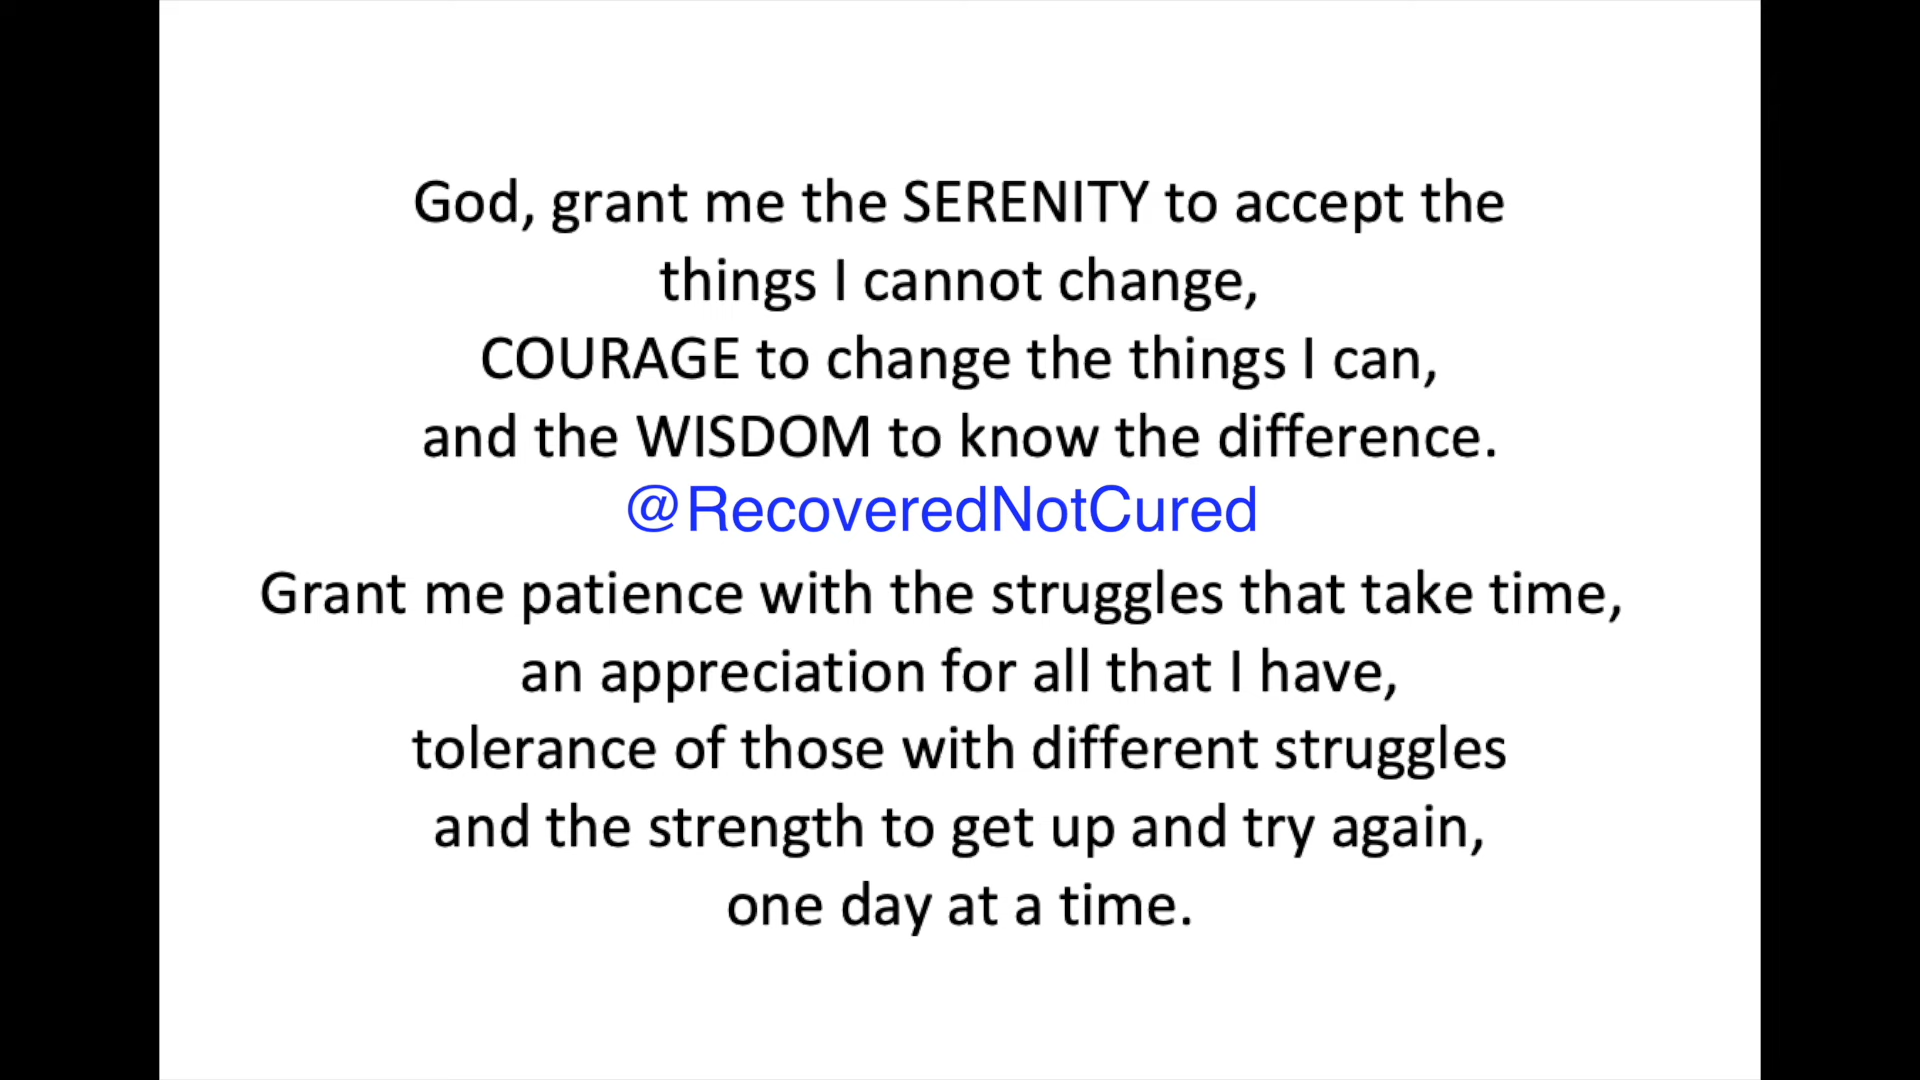 God, grant me the SERENITY to accept the
things I cannot change,
COURAGE to change the things I can,
and the WISDOM to know the difference.
@RecoveredNotCured
Grant me patience with the struggles that take time,
an appreciation for all that I have,
tolerance of those with different struggles
and the strength to get up and try again,
one day at a time.